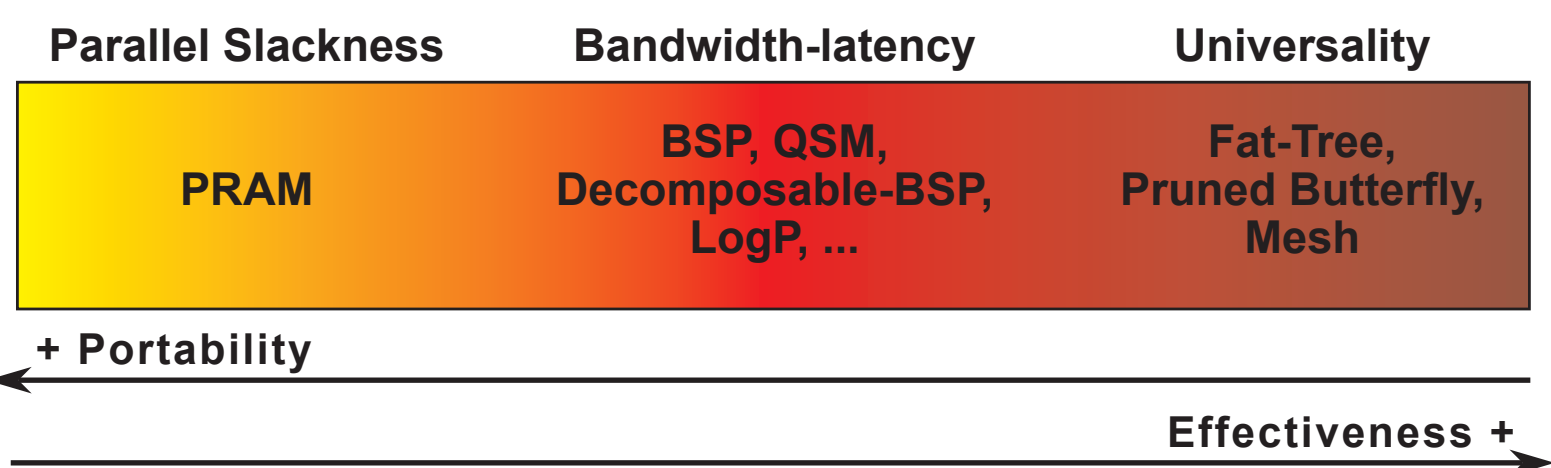 Parallel Slackness
Bandwidth-latency
Universality
PRAM
BSP, QSM,
Decomposable-BSP,
LogP, ...
Fat-Tree,
Pruned Butterfly,
Mesh
+ Portability
Effectiveness +